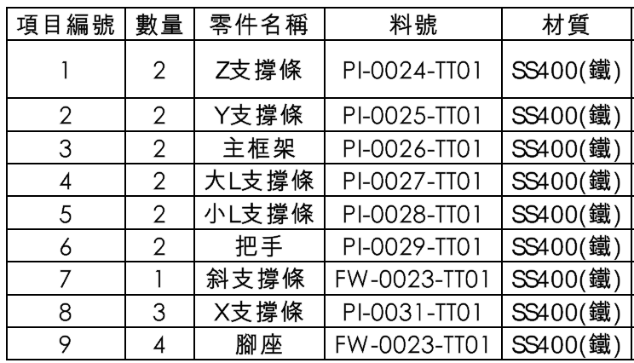 項目編號 數量 零件名稱 料號 材質
1 2 Z支撐條 PI-0024-TT01 SS400(鐵)
2 2 Y支撐條 PI-0025-TT01 SS400(鐵)
3 2 主框架 PI-0026-TT01 SS400(鐵)
4 2 大L支撐條 PI-0027-TT01 SS400(鐵)
5 2 小L支撐條 PI-0028-TT01 SS400(鐵)
6 2 把手 PI-0029-TT01 SS400(鐵)
7 1 斜支撐條 FW-0023-TT01 SS400(鐵)
8 3 X支撐條 PI-0031-TT01 SS400(鐵)
9 4 腳座 FW-0023-TT01 SS400(鐵)